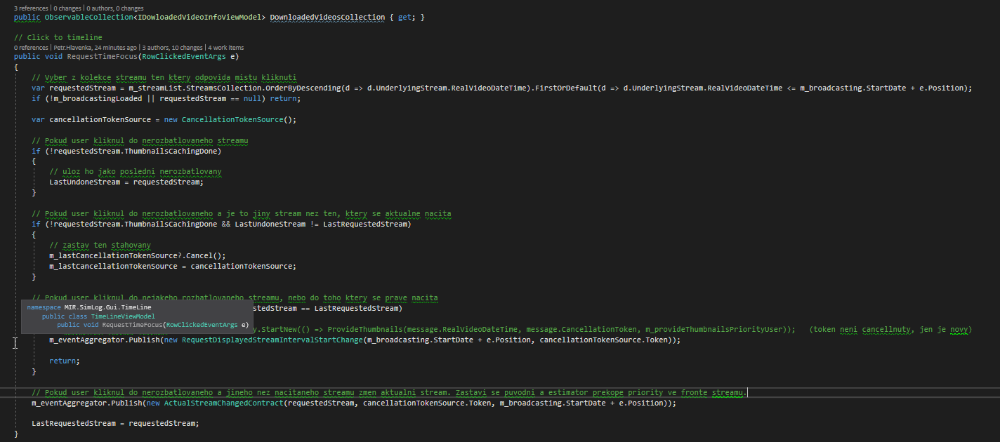 3 references | 0 changes | 0 authors, 0 changes
public ObservableCollection<IDowloadedVideoInfoViewModel> DownloadedVideosCollection { get; }
// Click to timeline
0 references | Petr.Hlavenka, 24 minutes ago | 3 authors, 10 changes | 4 work items
public void RequestTimeFocus(RowClickedEventArgs e)
{
// Vyber z kolekce streamu ten ktery odpovida mistu kliknuti
var requestedStream = m_streamList.StreamsCollection.OrderByDescending(d => d.UnderlyingStream.RealVideoDateTime).FirstOrDefault(d => d.UnderlyingStream.RealVideoDateTime <= m_broadcasting.StartDate + e.Position);
if (!m_broadcastingLoaded || requestedStream == null) return;
var cancellationTokenSource = new CancellationTokenSource();
// Pokud user kliknul do nerozbatlovaneho streamu
if (!requestedStream.ThumbnailsCachingDone)
{
// uloz ho jako posledni nerozbatlovany
LastUndoneStream = requestedStream;
}
// Pokud user kliknul do nerozbatlovaneho a je to jiny stream nez ten, ktery se aktualne nacita
if (!requestedStream.ThumbnailsCachingDone && LastUndoneStream != LastRequestedStream)
{
// zastav ten stahovany
m_lastCancellationTokenSource?.Cancel();
m_lastCancellationTokenSource = cancellationTokenSource;
}
// Pokud user kliknul do nejakeho rozbatlovaneho streamu, nebo do toho ktery se prave nacita
namespace MIR.SimLog.Gui.TimeLine
stedStream == LastRequestedStream)
public class TimeLineViewModel
public void RequestTimeFocus(RowClickedEventArgs e)
y.StartNew(() => ProvideThumbnails(message.RealVideoDateTime, message.CancellationToken, m_provideThumbnailsPriorityUser)); (token neni cancellnuty, jen je novy)
m_eventAggregator.Publish(new RequestDisplayedStreamIntervalStartChange(m_broadcasting.StartDate + e.Position, cancellationTokenSource.Token));
return;
}
// Pokud user kliknul do nerozbatlovaneho a jineho nez nacitaneho streamu zmen aktualni stream. Zastavi se puvodni a estimator prekope priority ve fronte streamu.
m_eventAggregator.Publish(new ActualStreamChangedContract(requestedStream, cancellationTokenSource.Token, m_broadcasting.StartDate + e.Position));
LastRequestedStream = requestedStream;
}